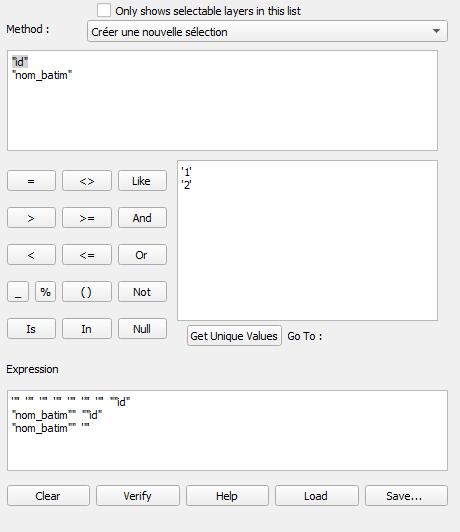 Only shows selectable layers in this list
Method :
Créer une nouvelle sélection
"id"
"nom_batim"
= <> Like
> >= And
< <= Or
_ % ( ) Not
Is In Null
'1'
'2'
Get Unique Values Go To :
Expression
'"' '"' '"' '"' '"' '"' '"' ""id"
"nom_batim"" ""id"
"nom_batim"" '"'
Clear Verify Help Load Save...